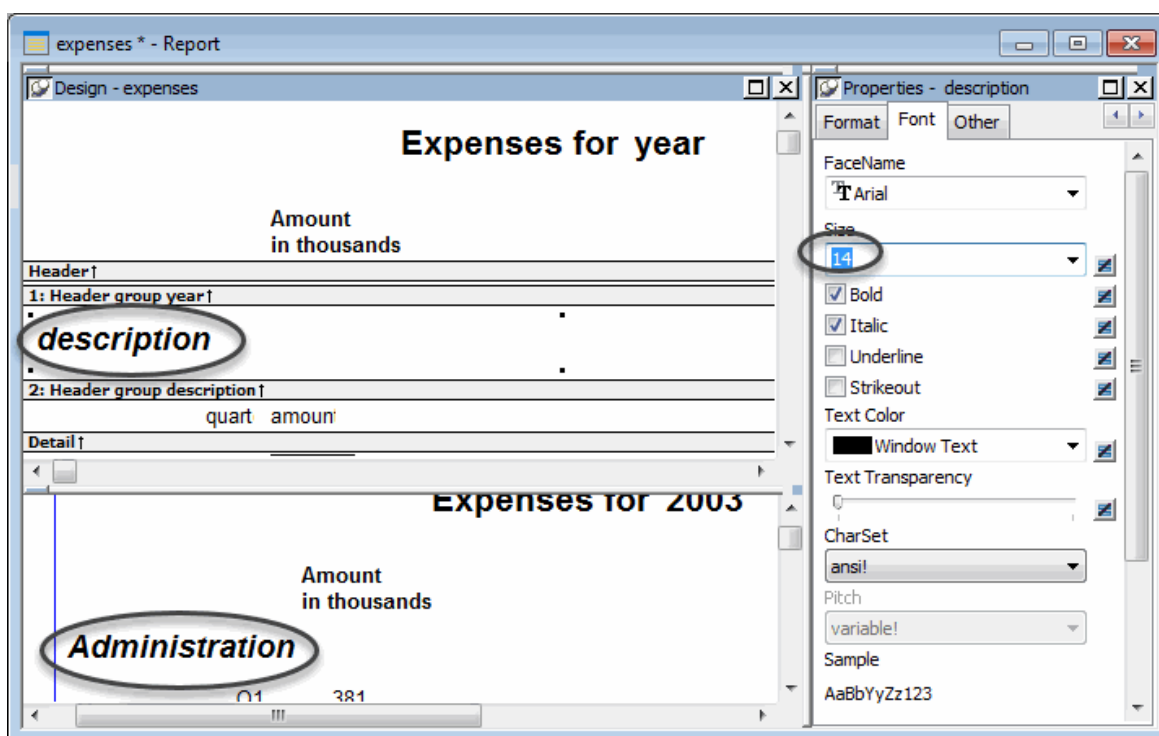 expenses * - Report
Design - expenses
Expenses for year
Amount
in thousands
Header↑
1: Header group year↑
description
2: Header group description↑
quart amoun
Detail↑
Expenses for 2003
Amount
in thousands
Administration
Q1 381
Properties - description
Format Font Other
FaceName
Arial
Size
14
Bold
Italic
Underline
Strikeout
Text Color
Window Text
Text Transparency
CharSet
ansi!
Pitch
variable!
Sample
AaBbYyZz123